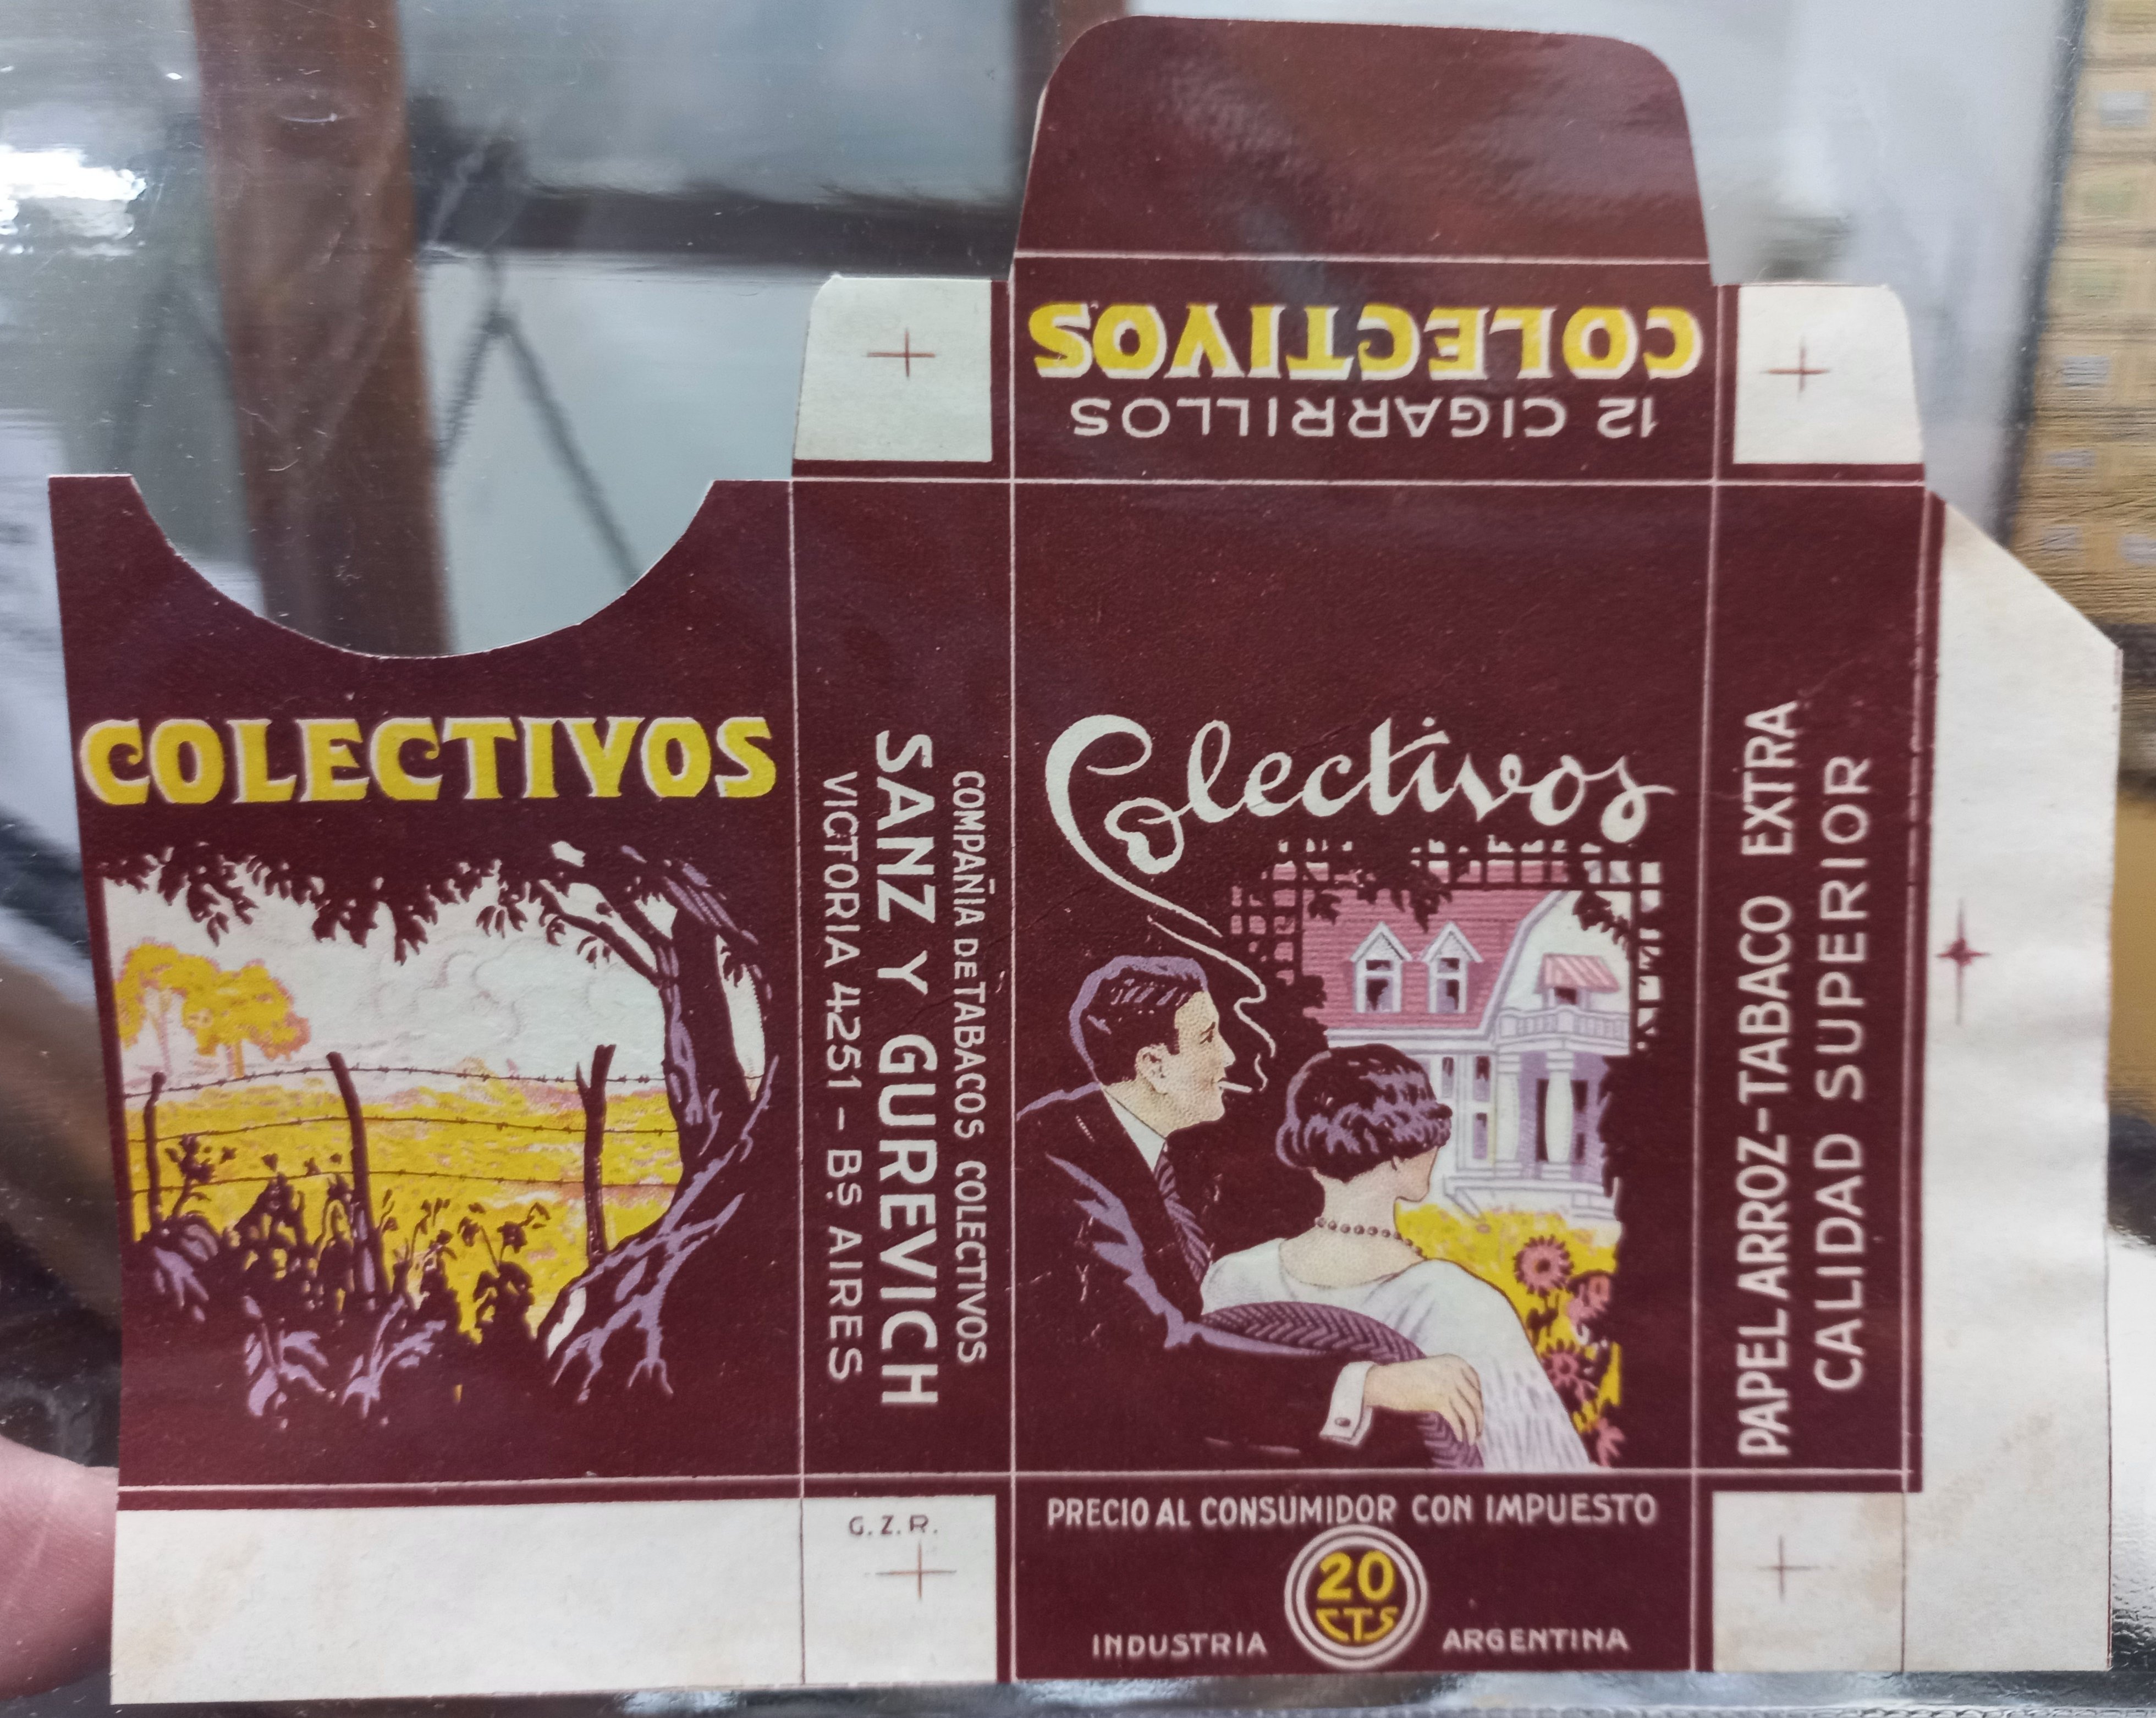 COLECTIVOS
12 CIGARRILLOS
COLECTIVOS
COMPAÑIA DE TABACOS COLECTIVOS
SANZ Y GUREVICH
VICTORIA 4251 - Bs. AIRES
Colectivos
PAPEL ARROZ-TABACO EXTRA
CALIDAD SUPERIOR
G.Z.R.
PRECIO AL CONSUMIDOR CON IMPUESTO
20
CTS
INDUSTRIA ARGENTINA